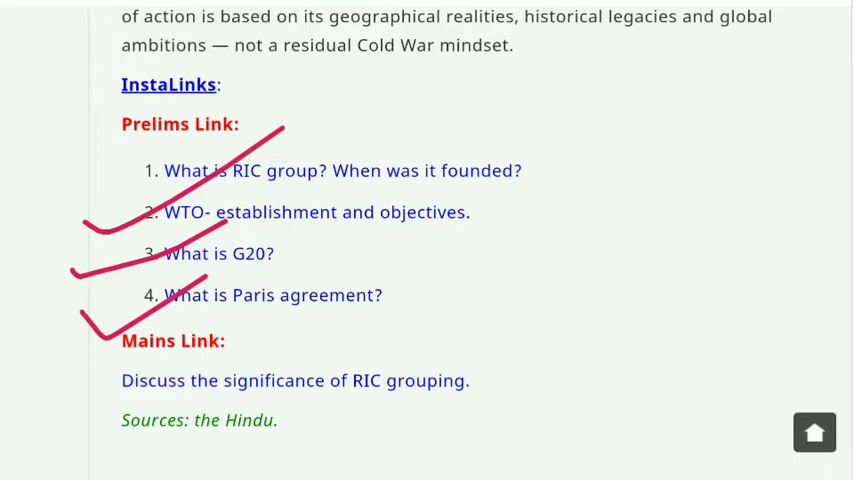 of action is based on its geographical realities, historical legacies and global
ambitions — not a residual Cold War mindset.
InstaLinks:
Prelims Link:
1. What is RIC group? When was it founded?
2. WTO- establishment and objectives.
3. What is G20?
4. What is Paris agreement?
Mains Link:
Discuss the significance of RIC grouping.
Sources: the Hindu.